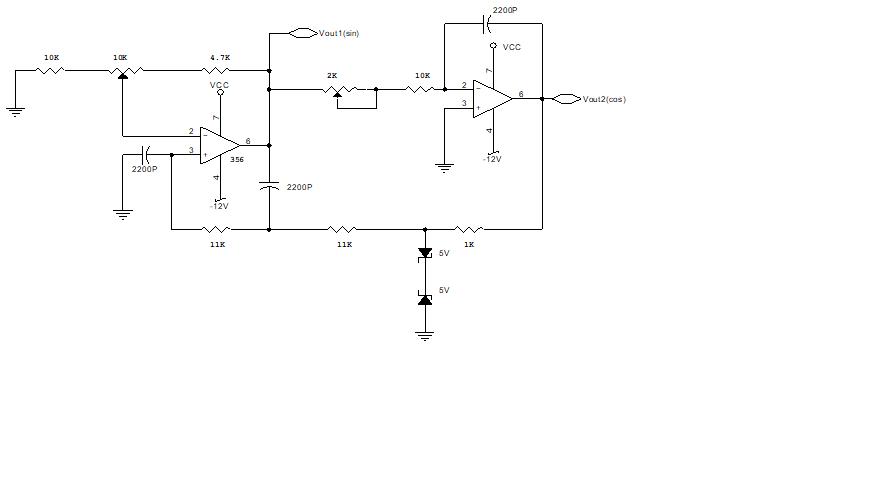 2200P
Vout1(sin)
VCC
10K
10K
4.7K
2K
10K
7
VCC
2
−
6
3
+
Vout2(cos)
7
4
2
−
6
3
+
356
-12V
2200P
4
2200P
-12V
11K
11K
1K
5V
5V